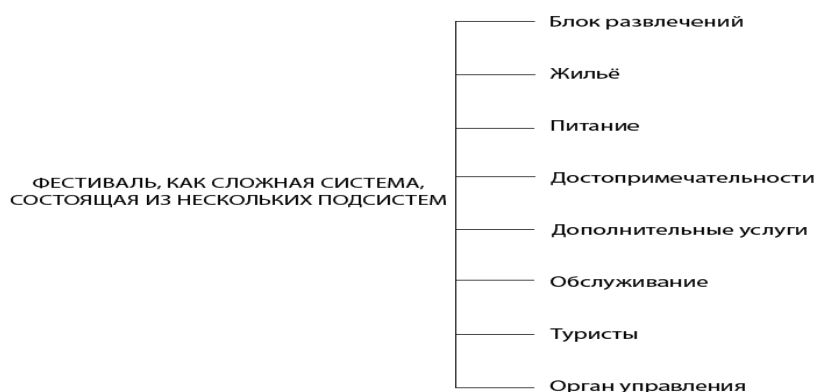 Блок развлечений
Жильё
Питание
ФЕСТИВАЛЬ, КАК СЛОЖНАЯ СИСТЕМА,
СОСТОЯЩАЯ ИЗ НЕСКОЛЬКИХ ПОДСИСТЕМ
Достопримечательности
Дополнительные услуги
Обслуживание
Туристы
Орган управления